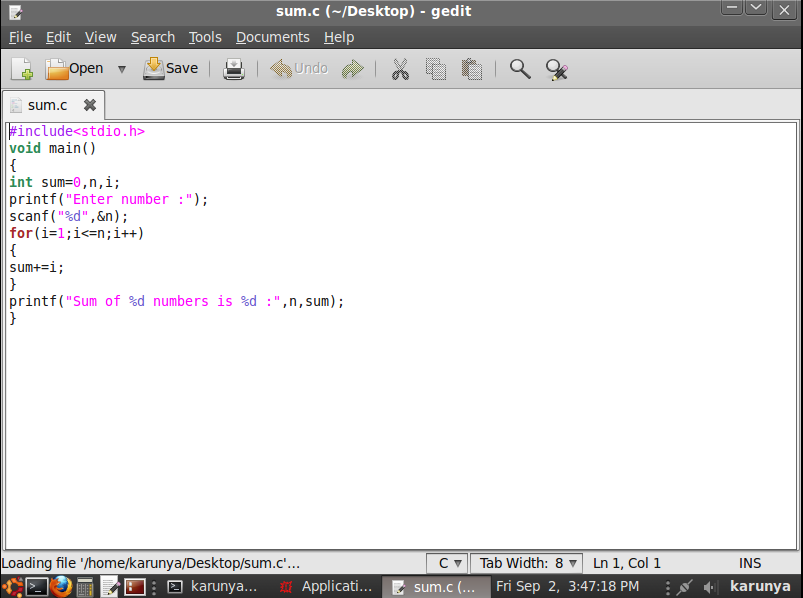 sum.c (~/Desktop) - gedit
File Edit View Search Tools Documents Help
Open Save Undo
sum.c
#include<stdio.h>
void main()
{
int sum=0,n,i;
printf("Enter number :");
scanf("%d",&n);
for(i=1;i<=n;i++)
{
sum+=i;
}
printf("Sum of %d numbers is %d :",n,sum);
}
Loading file '/home/karunya/Desktop/sum.c'... C Tab Width: 8 Ln 1, Col 1 INS
karunya... Applicati... sum.c (... Fri Sep 2, 3:47:18 PM karunya